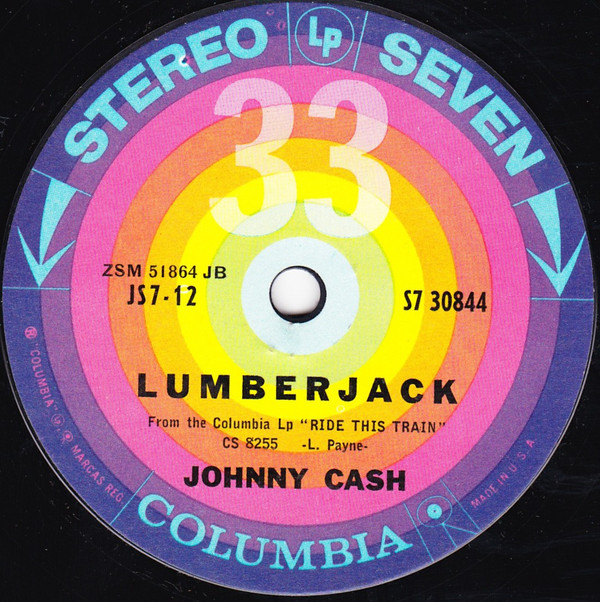 STEREO Lp SEVEN
33
ZSM 51864 JB
JS7-12
S7 30844
LUMBERJACK
From the Columbia Lp "RIDE THIS TRAIN"
CS 8255 -L. Payne-
JOHNNY CASH
COLUMBIA
"COLUMBIA" MARCAS REG.
MADE IN U.S.A.